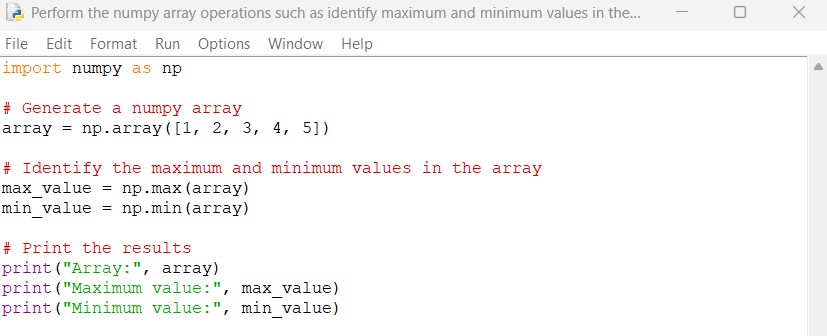 Perform the numpy array operations such as identify maximum and minimum values in the...
File Edit Format Run Options Window Help
import numpy as np
# Generate a numpy array
array = np.array([1, 2, 3, 4, 5])
# Identify the maximum and minimum values in the array
max_value = np.max(array)
min_value = np.min(array)
# Print the results
print("Array:", array)
print("Maximum value:", max_value)
print("Minimum value:", min_value)